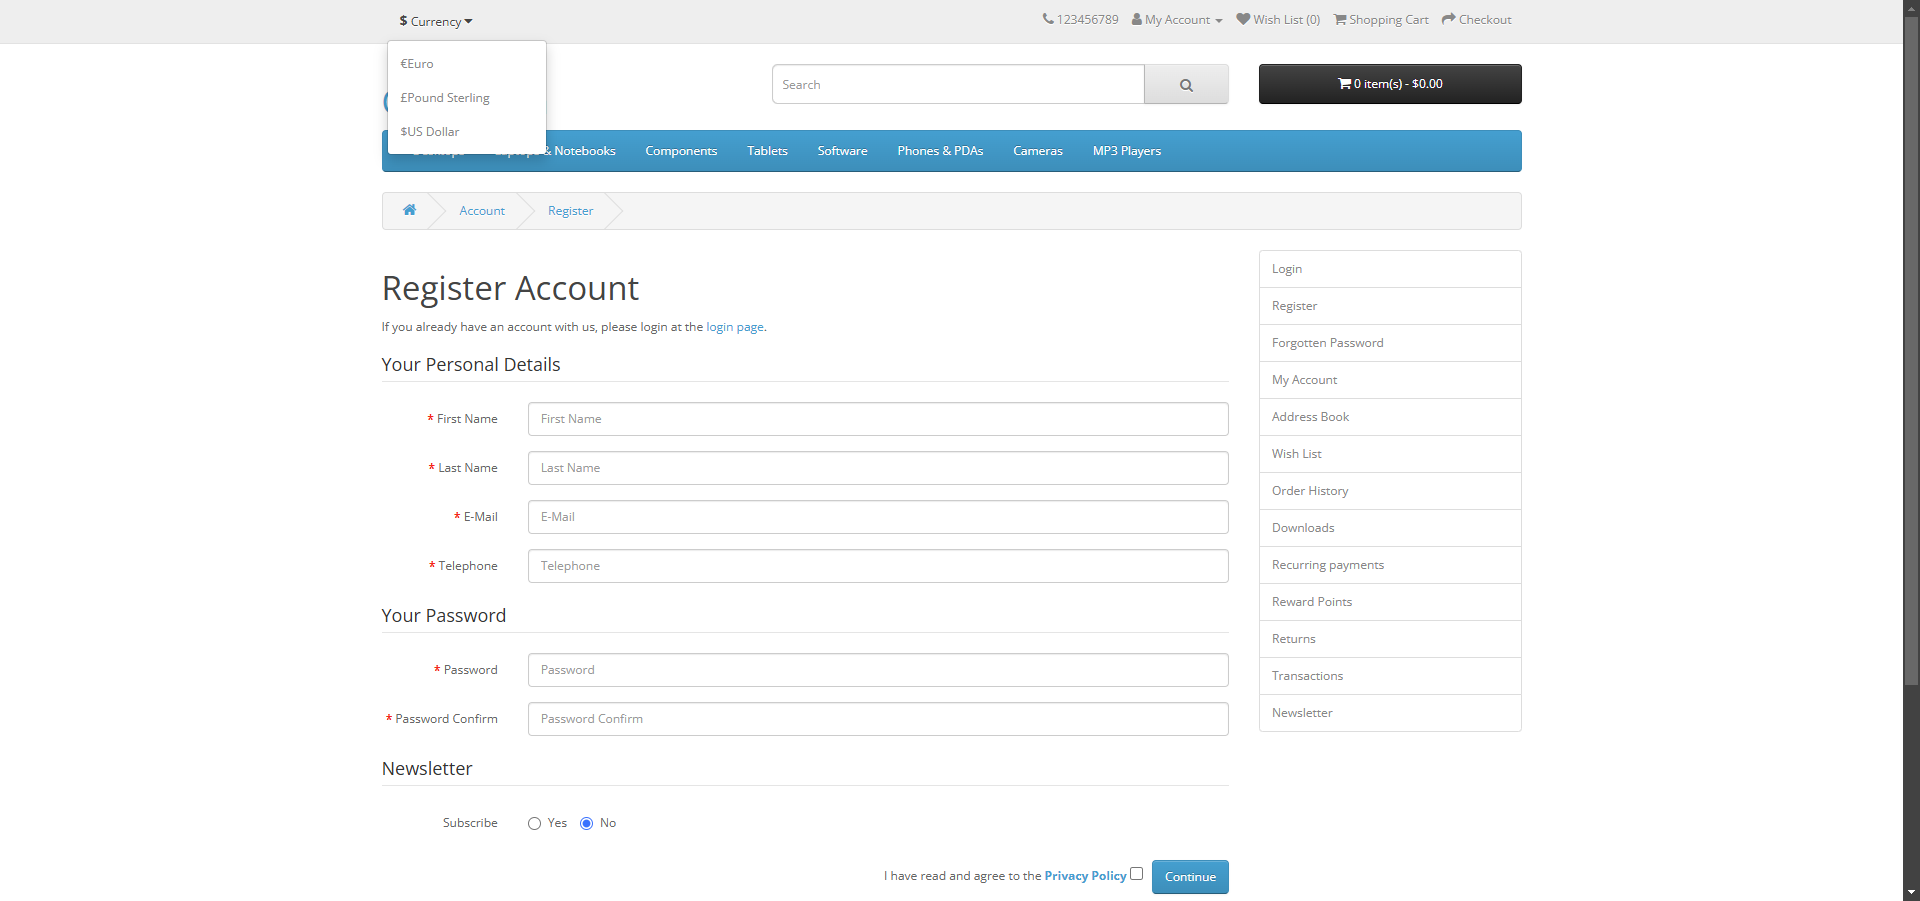 $ Currency
123456789 My Account Wish List (0) Shopping Cart Checkout
€Euro
£Pound Sterling
$US Dollar
Search
0 item(s) - $0.00
& Notebooks Components Tablets Software Phones & PDAs Cameras MP3 Players
Account Register
Register Account
If you already have an account with us, please login at the login page.
Your Personal Details
* First Name First Name
* Last Name Last Name
* E-Mail E-Mail
* Telephone Telephone
Your Password
* Password Password
* Password Confirm Password Confirm
Newsletter
Subscribe Yes No
I have read and agree to the Privacy Policy Continue
Login
Register
Forgotten Password
My Account
Address Book
Wish List
Order History
Downloads
Recurring payments
Reward Points
Returns
Transactions
Newsletter